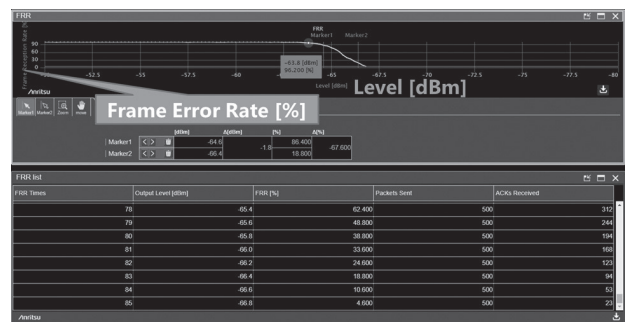 FRR
FRR
Marker1 Marker2
Frame Reception Rate [%]
90
60
30
0
-63.8 [dBm]
98.200 [%]
-52.5 -55 -57.5 -60 -65 -67.5 -70 -72.5 -75 -77.5 -80
Level [dBm]
Level [dBm]
Anritsu
Marker1 Marker2 Zoom Move
Frame Error Rate [%]
[dBm] Δ[dBm] [%] Δ[%]
Marker1 <> -64.6 -1.8 86.400 -67.600
Marker2 <> -66.4 18.800
FRR list
FRR Times Output Level [dBm] FRR [%] Packets Sent ACKs Received
78 -65.4 62.400 500 312
79 -65.6 48.800 500 244
80 -65.8 38.800 500 194
81 -66.0 33.600 500 168
82 -66.2 24.600 500 123
83 -66.4 18.800 500 94
84 -66.6 10.600 500 53
85 -66.8 4.600 500 23
Anritsu